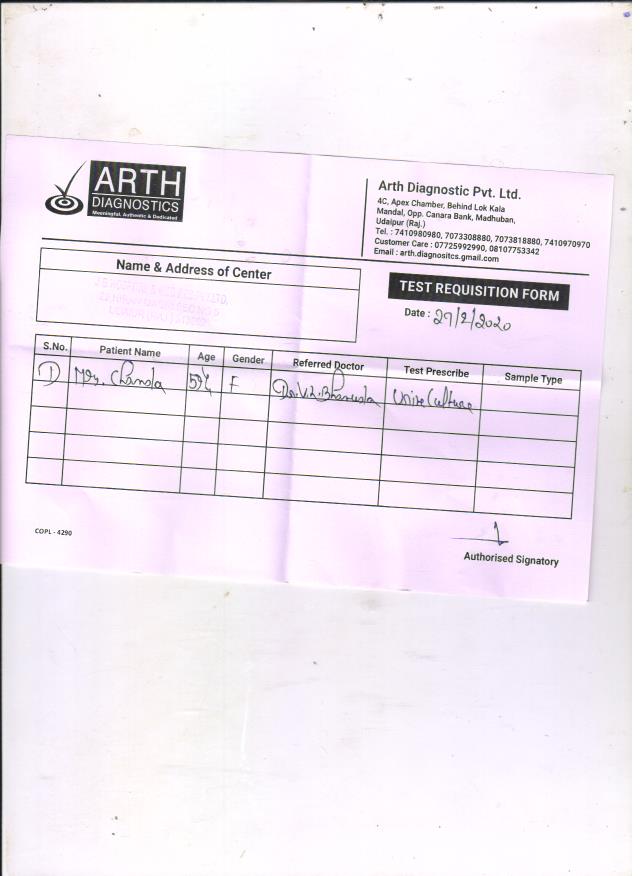 ARTH
DIAGNOSTICS
Meaningful, Authentic & Dedicated
Arth Diagnostic Pvt. Ltd.
4C, Apex Chamber, Behind Lok Kala
Mandal, Opp. Canara Bank, Madhuban,
Udaipur (Raj.)
Tel. : 7410980980, 7073308880, 7073818880, 7410970970
Customer Care : 07725992990, 08107753342
Email : arth.diagnositcs.gmail.com
Name & Address of Center
TEST REQUISITION FORM
Date : 27/2/2020
S.No. Patient Name Age Gender Referred Doctor Test Prescribe Sample Type
1) F Dr. V.L. Urine Culture
COPL - 4290
Authorised Signatory